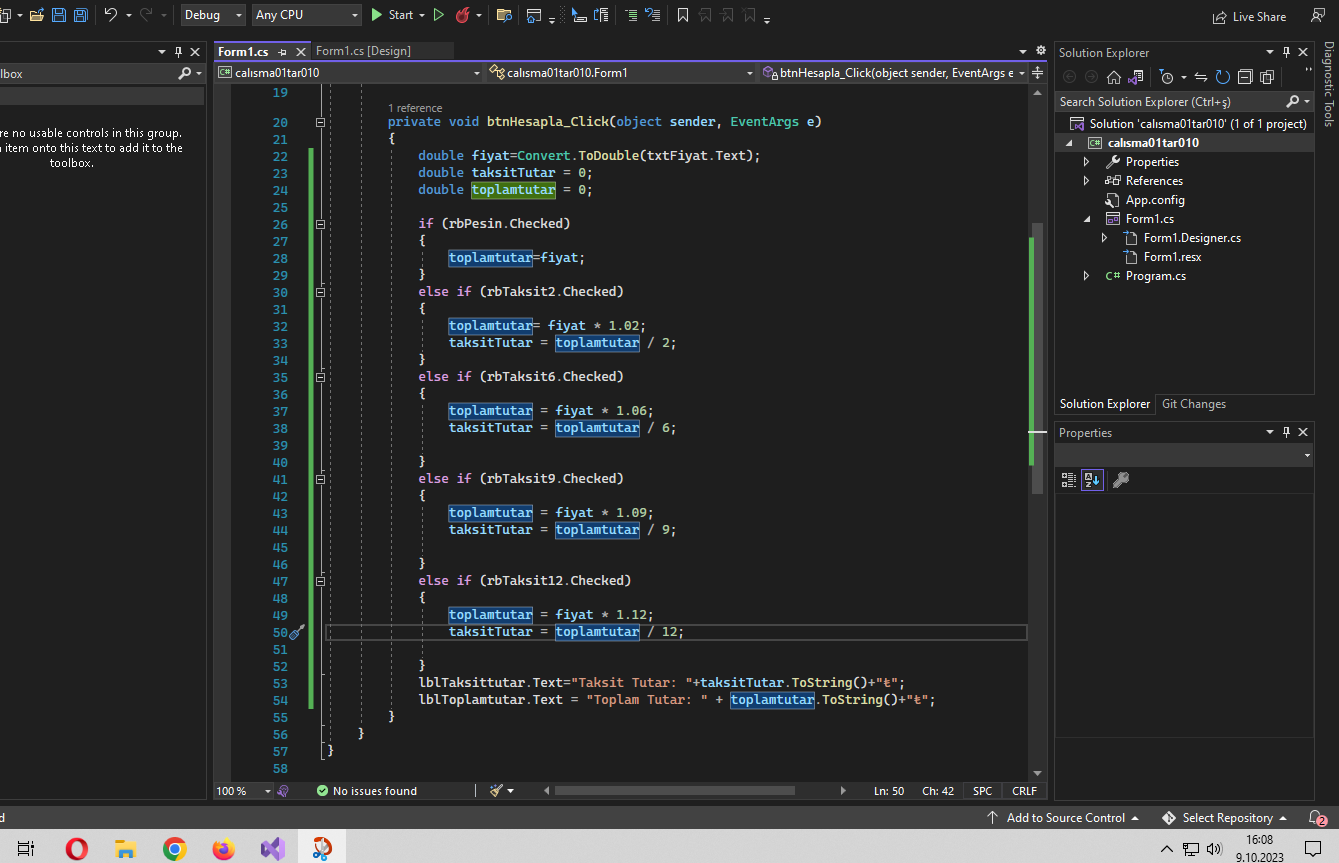 Debug
Any CPU
Start
Live Share
lbox
re no usable controls in this group.
item onto this text to add it to the
toolbox.
Form1.cs
Form1.cs [Design]
calısma01tar010
calısma01tar010.Form1
btnHesapla_Click(object sender, EventArgs e
19
1 reference
20 private void btnHesapla_Click(object sender, EventArgs e)
21 {
22 double fiyat=Convert.ToDouble(txtFiyat.Text);
23 double taksitTutar = 0;
24 double toplamtutar = 0;
25
26 if (rbPesin.Checked)
27 {
28 toplamtutar=fiyat;
29 }
30 else if (rbTaksit2.Checked)
31 {
32 toplamtutar= fiyat * 1.02;
33 taksitTutar = toplamtutar / 2;
34 }
35 else if (rbTaksit6.Checked)
36 {
37 toplamtutar = fiyat * 1.06;
38 taksitTutar = toplamtutar / 6;
39
40 }
41 else if (rbTaksit9.Checked)
42 {
43 toplamtutar = fiyat * 1.09;
44 taksitTutar = toplamtutar / 9;
45
46 }
47 else if (rbTaksit12.Checked)
48 {
49 toplamtutar = fiyat * 1.12;
50 taksitTutar = toplamtutar / 12;
51
52 }
53 lblTaksittutar.Text="Taksit Tutar: "+taksitTutar.ToString()+"₺";
54 lblToplamtutar.Text = "Toplam Tutar: " + toplamtutar.ToString()+"₺";
55 }
56 }
57 }
58
100 %
No issues found
Ln: 50
Ch: 42
SPC
CRLF
Solution Explorer
Search Solution Explorer (Ctrl+ş)
Solution 'calısma01tar010' (1 of 1 project)
C# calısma01tar010
Properties
References
App.config
Form1.cs
Form1.Designer.cs
Form1.resx
C# Program.cs
Solution Explorer
Git Changes
Properties
Diagnostic Tools
d
Add to Source Control
Select Repository
2
16:08
9.10.2023